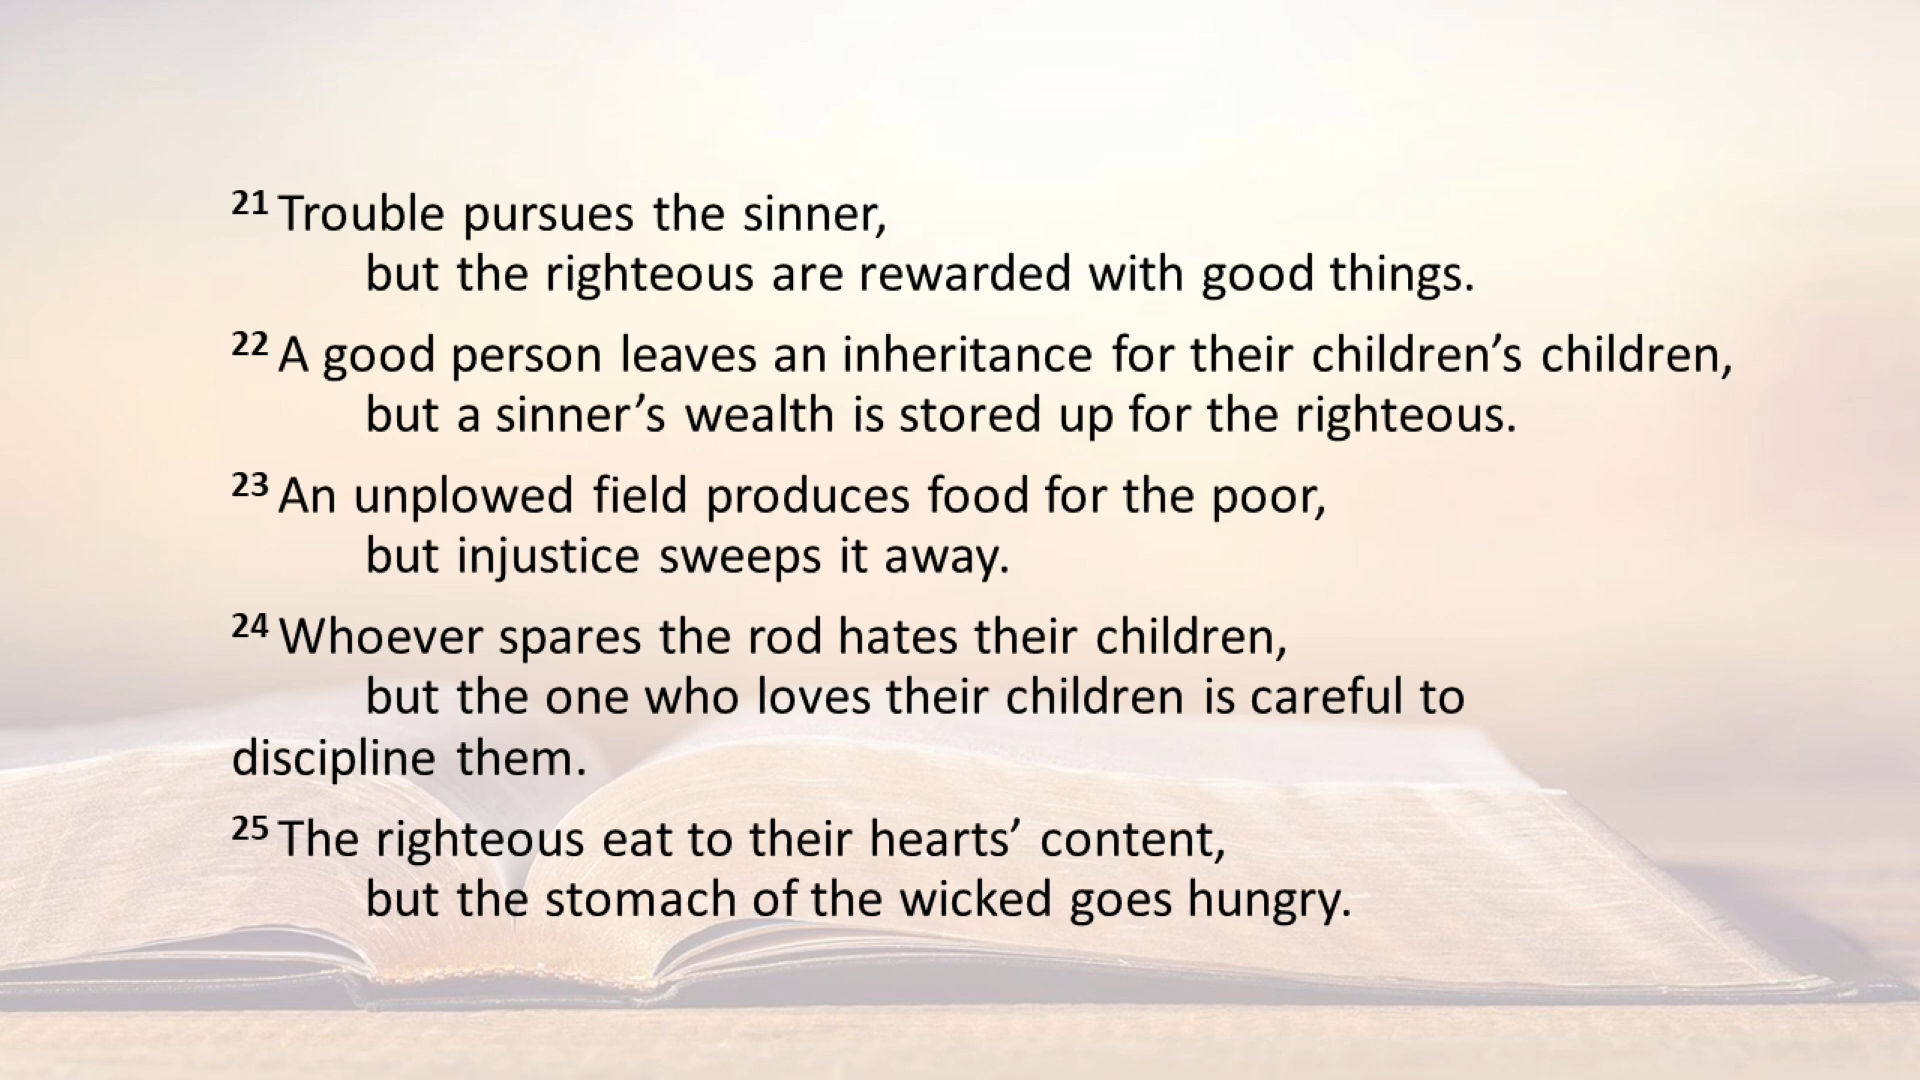 21 Trouble pursues the sinner,
but the righteous are rewarded with good things.
22 A good person leaves an inheritance for their children’s children,
but a sinner’s wealth is stored up for the righteous.
23 An unplowed field produces food for the poor,
but injustice sweeps it away.
24 Whoever spares the rod hates their children,
but the one who loves their children is careful to
discipline them.
25 The righteous eat to their hearts’ content,
but the stomach of the wicked goes hungry.